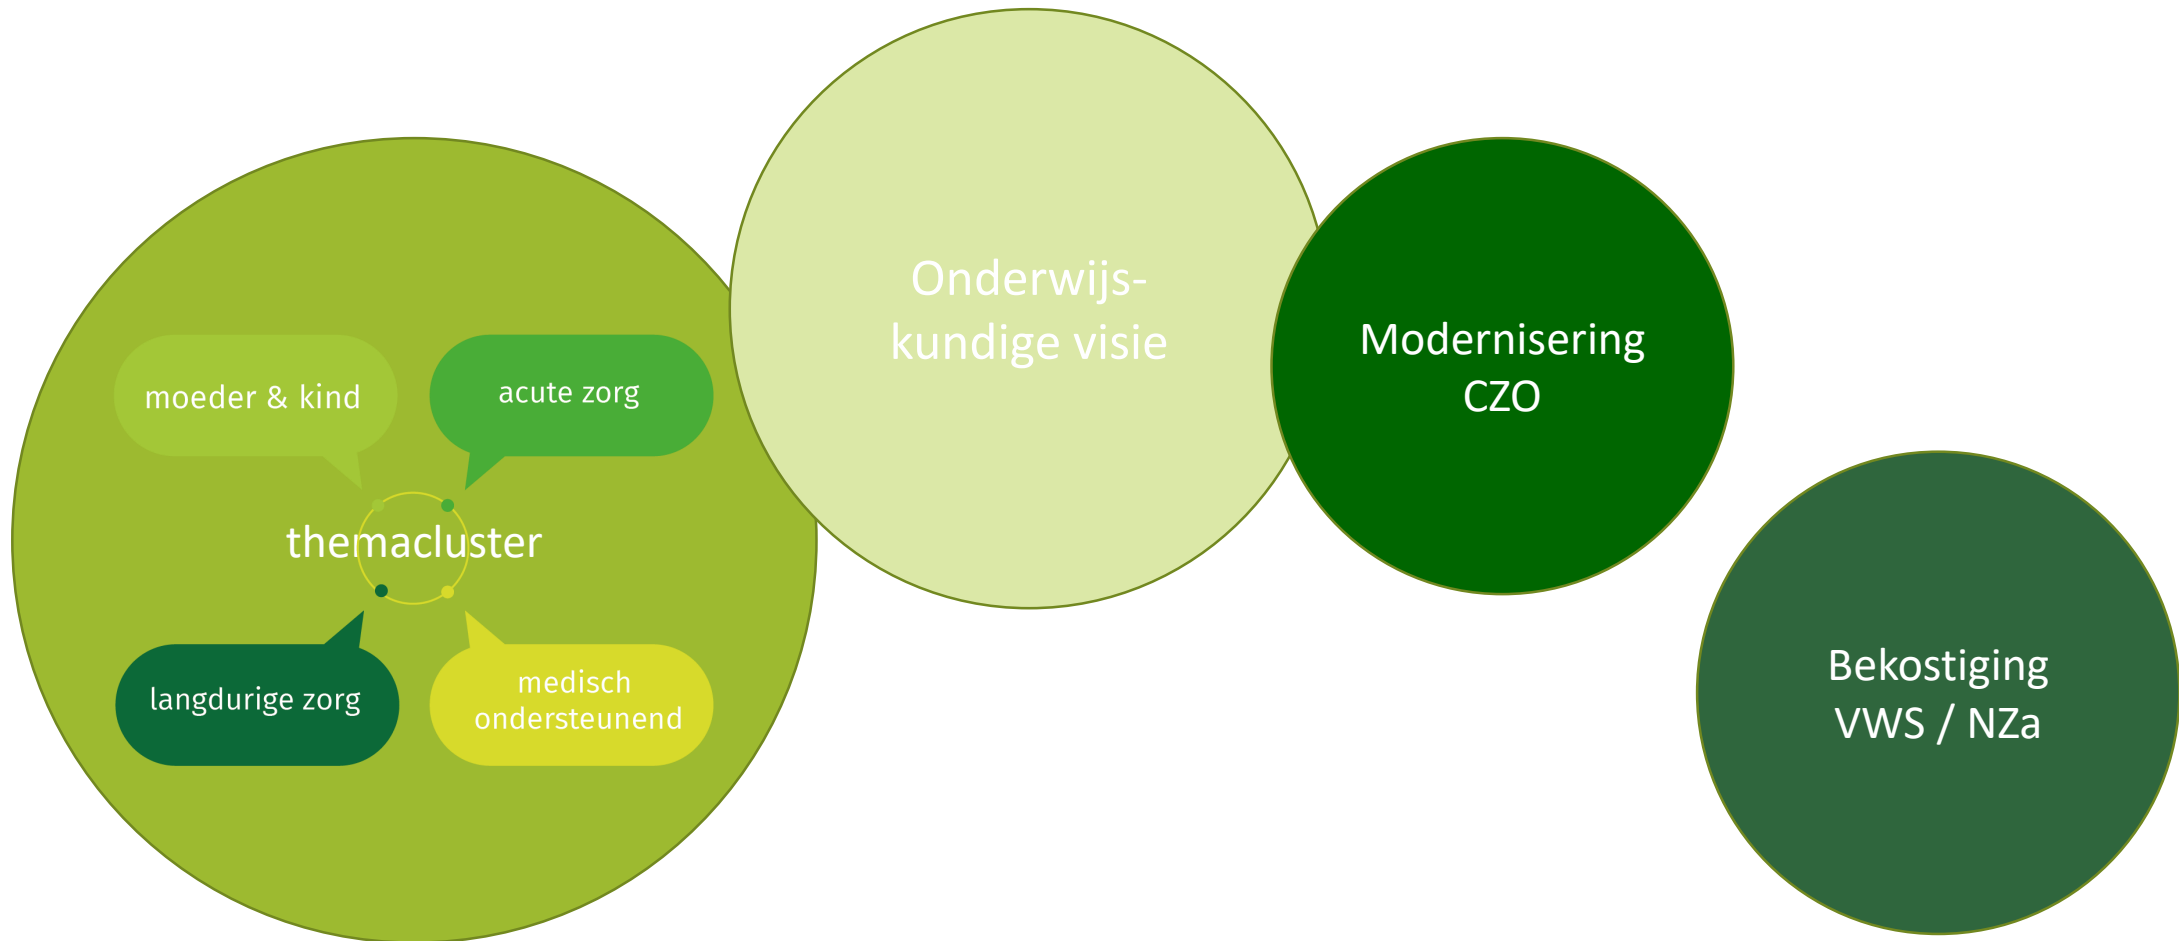 moeder & kind
acute zorg
themacluster
langdurige zorg
medisch
ondersteunend
Onderwijs-
kundige visie
Modernisering
CZO
Bekostiging
VWS / NZa